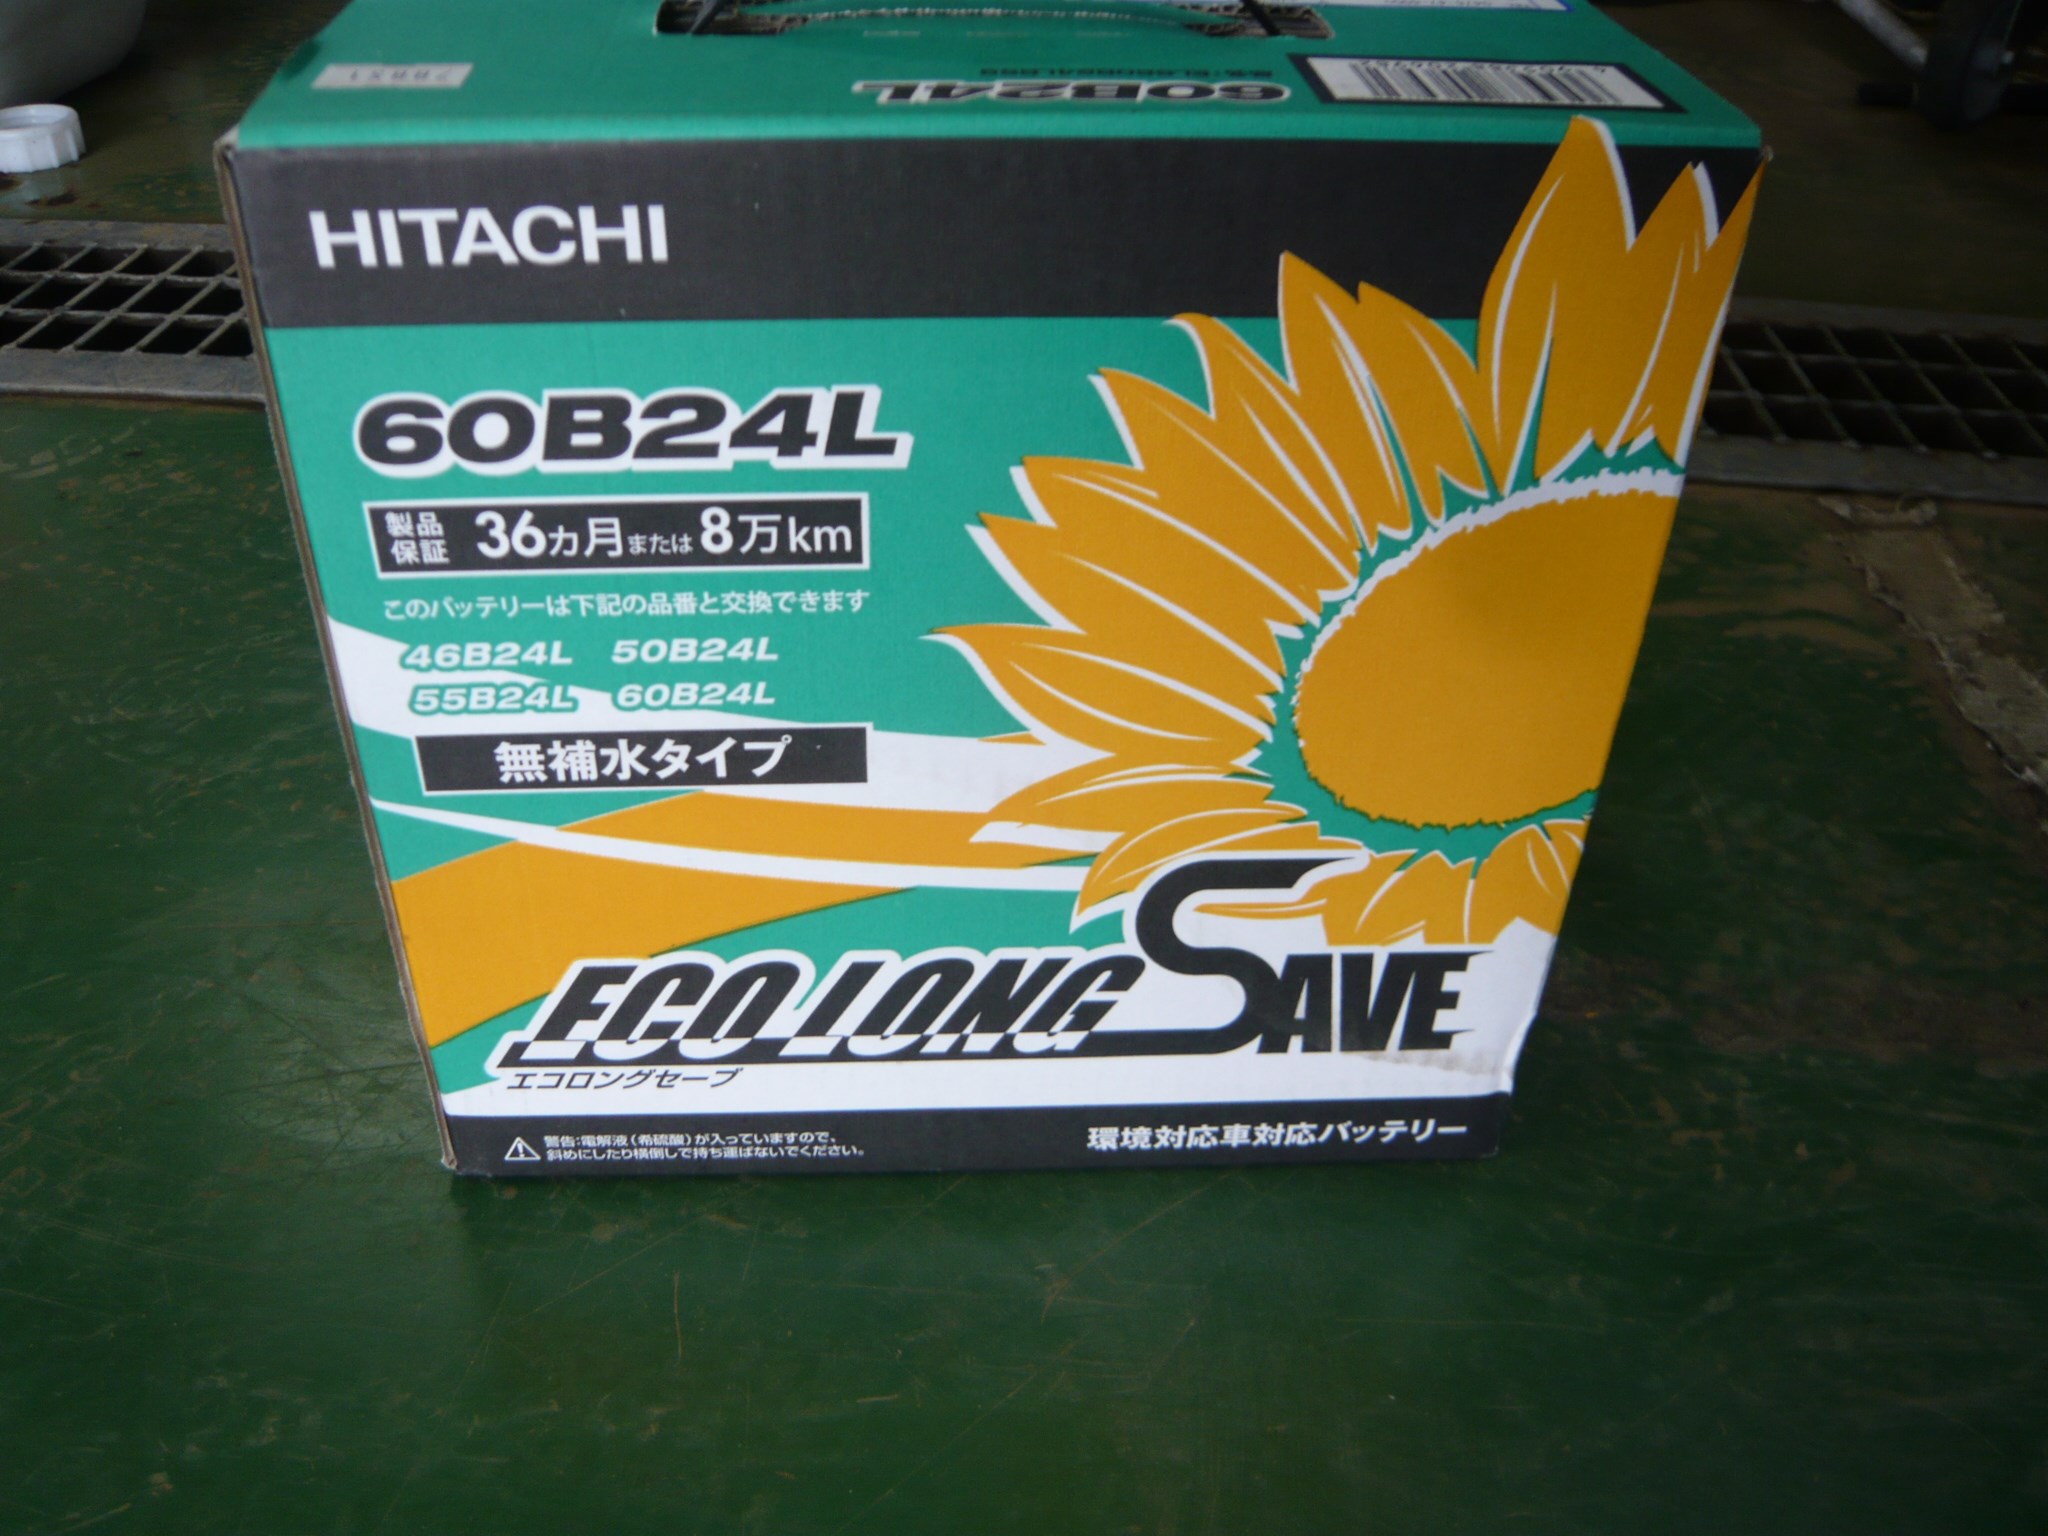 60B24L
HITACHI
60B24L
製品保証 36カ月または8万km
このバッテリーは下記の品番と交換できます
46B24L 50B24L
55B24L 60B24L
無補水タイプ
ECO LONG SAVE
エコロングセーブ
警告:電解液(希硫酸)が入っていますので、
斜めにしたり横倒しで持ち運ばないでください。
環境対応車対応バッテリー